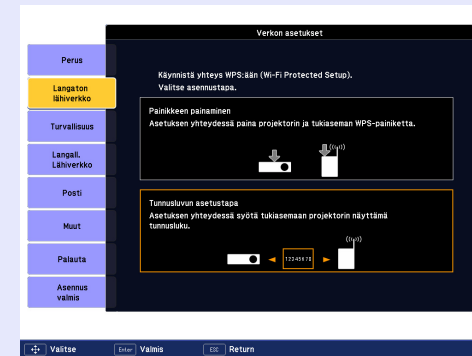 Verkon asetukset
Perus
Langaton
lähiverkko
Turvallisuus
Langall.
Lähiverkko
Posti
Muut
Palauta
Asennus
valmis
Käynnistä yhteys WPS:ään (Wi-Fi Protected Setup).
Valitse asennustapa.
Painikkeen painaminen
Asetuksen yhteydessä paina projektorin ja tukiaseman WPS-painiketta.
Tunnusluvun asetustapa
Asetuksen yhteydessä syötä tukiasemaan projektorin näyttämä
tunnusluku.
12345678
Valitse Enter Valmis ESC Return